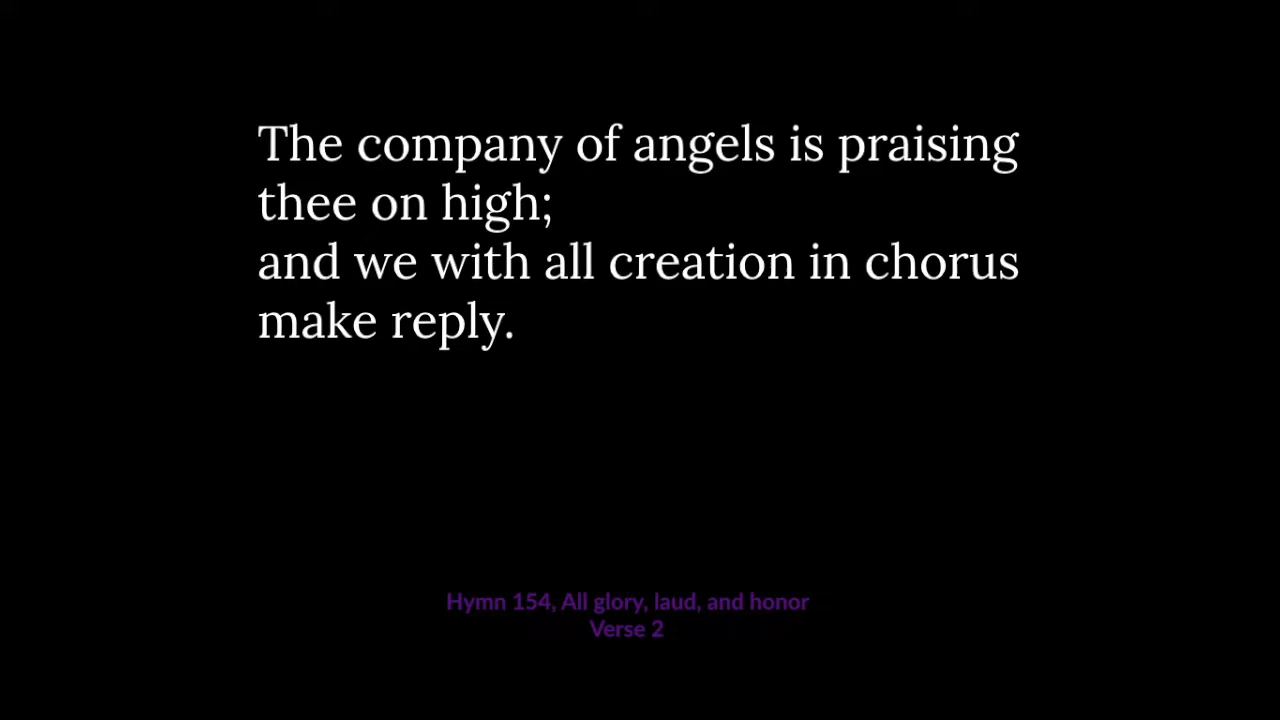 The company of angels is praising
thee on high;
and we with all creation in chorus
make reply.
Hymn 154, All glory, laud, and honor
Verse 2